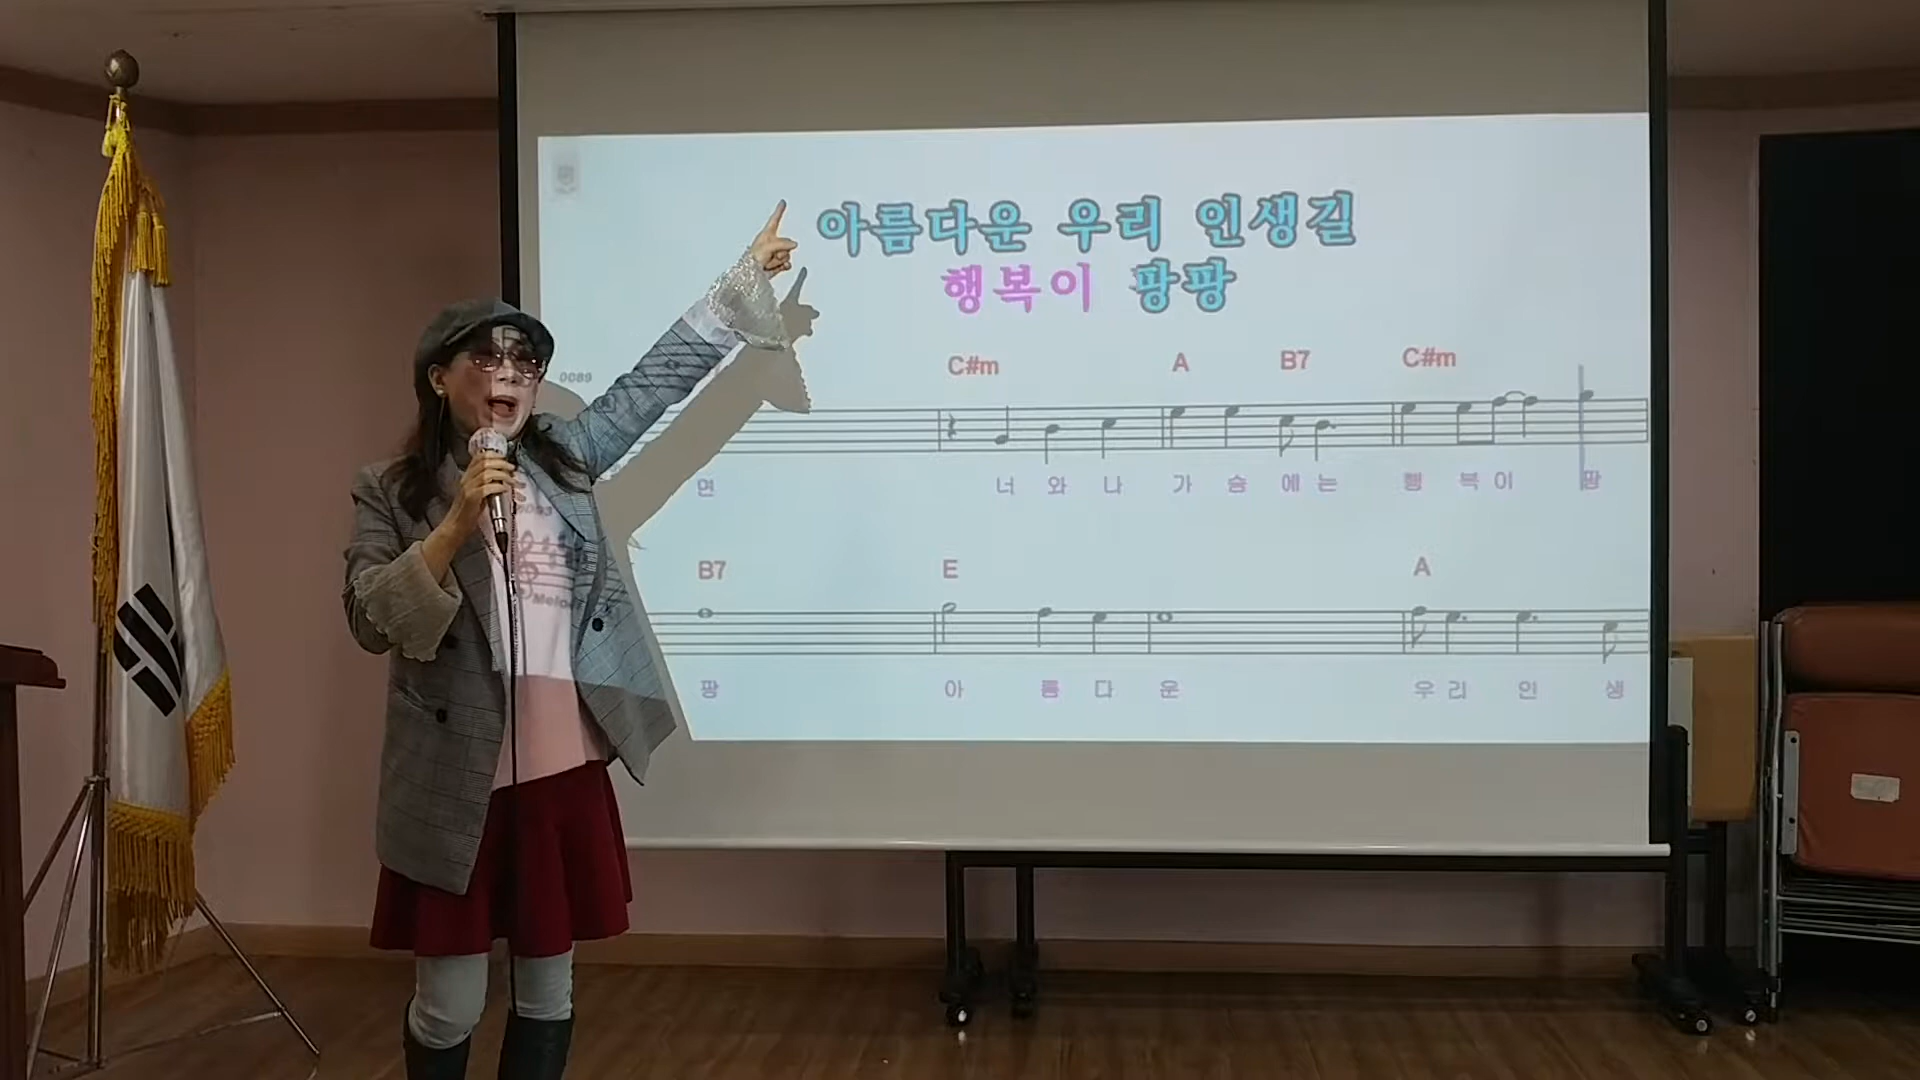 아름다운 우리 인생길
행복이 팡팡
C#m A B7 C#m
0089
연 너 와 나 가 슴 에 는 행 복 이 팡
0093
Melody
B7 E A
팡 아 름 다 운 우 리 인 생